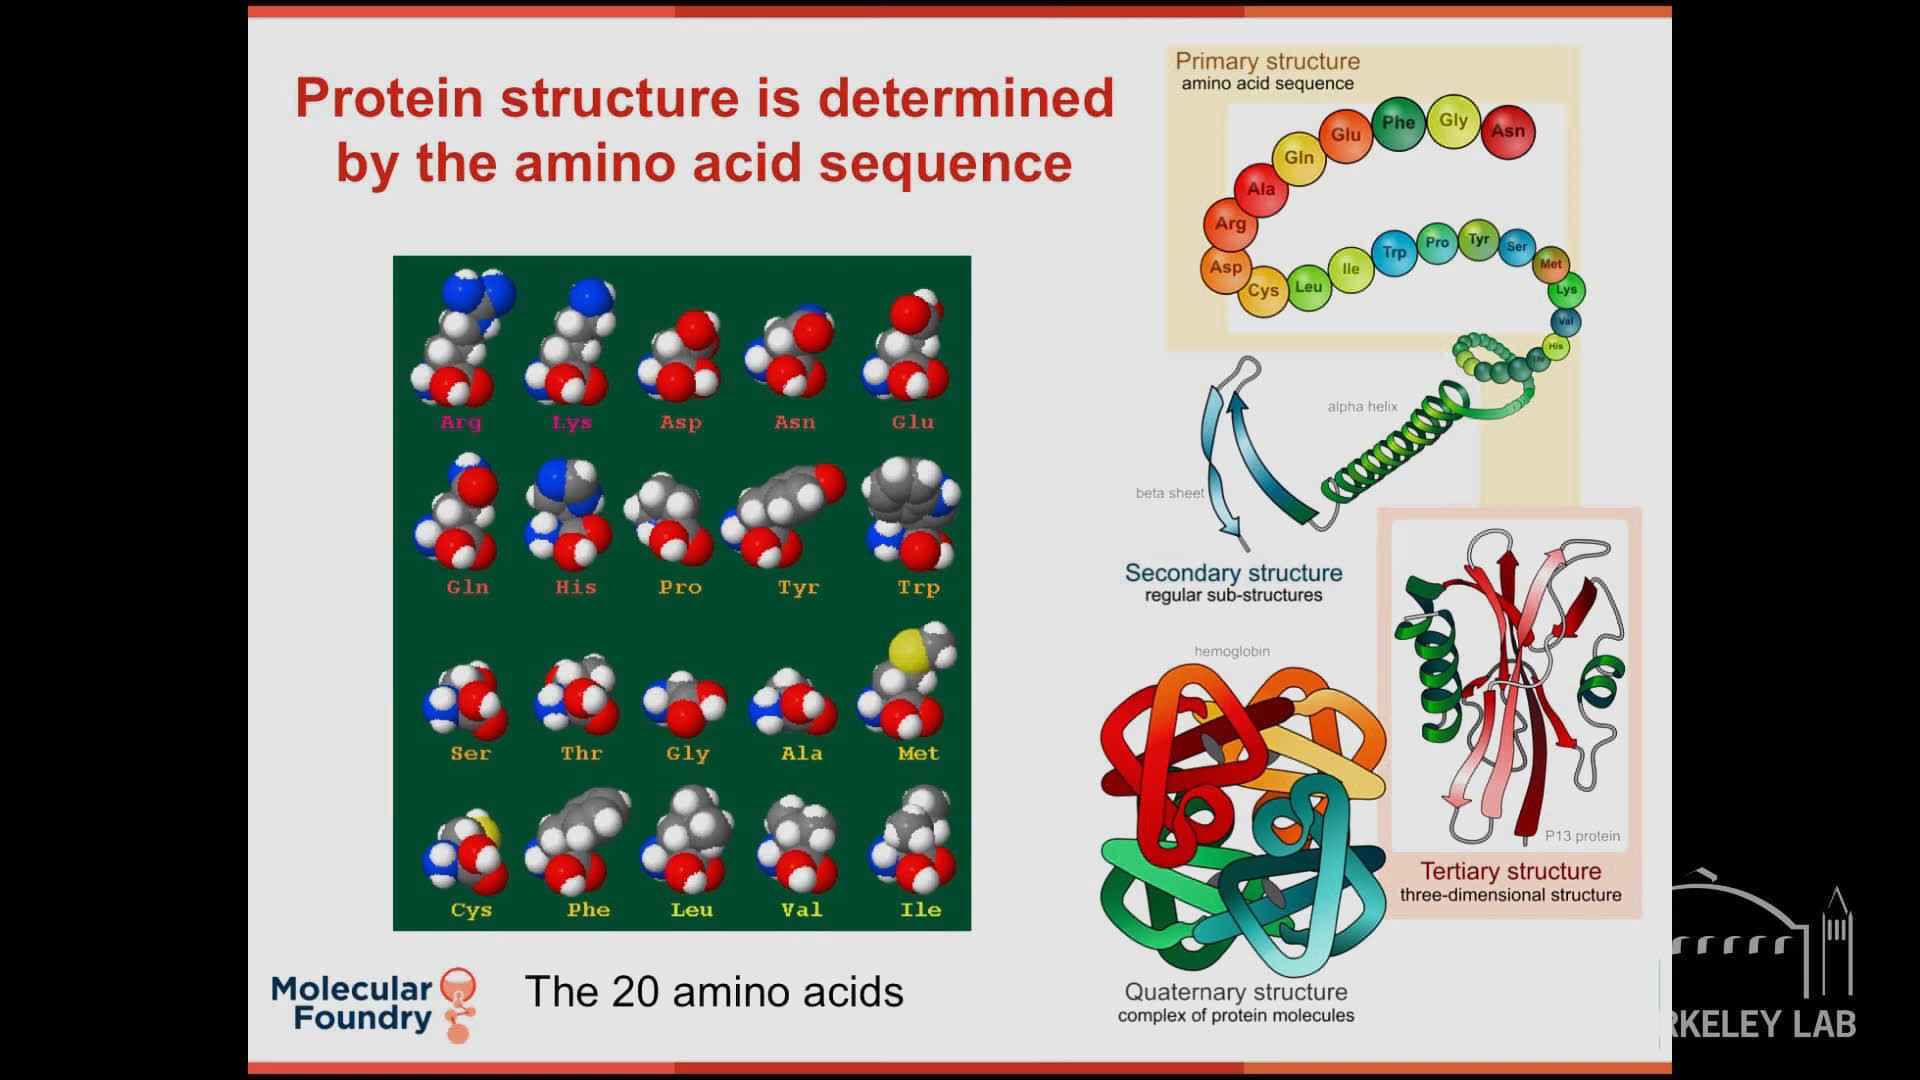 Protein structure is determined
by the amino acid sequence
Arg Lys Asp Asn Glu
Gln His Pro Tyr Trp
Ser Thr Gly Ala Met
Cys Phe Leu Val Ile
The 20 amino acids
Molecular
Foundry
Primary structure
amino acid sequence
Asn
Gly
Phe
Glu
Gln
Ala
Arg
Asp
Cys
Leu
Ile
Trp
Pro
Tyr
Ser
Met
Lys
Val
His
alpha helix
beta sheet
Secondary structure
regular sub-structures
P13 protein
Tertiary structure
three-dimensional structure
hemoglobin
Quaternary structure
complex of protein molecules
RKELEY LAB